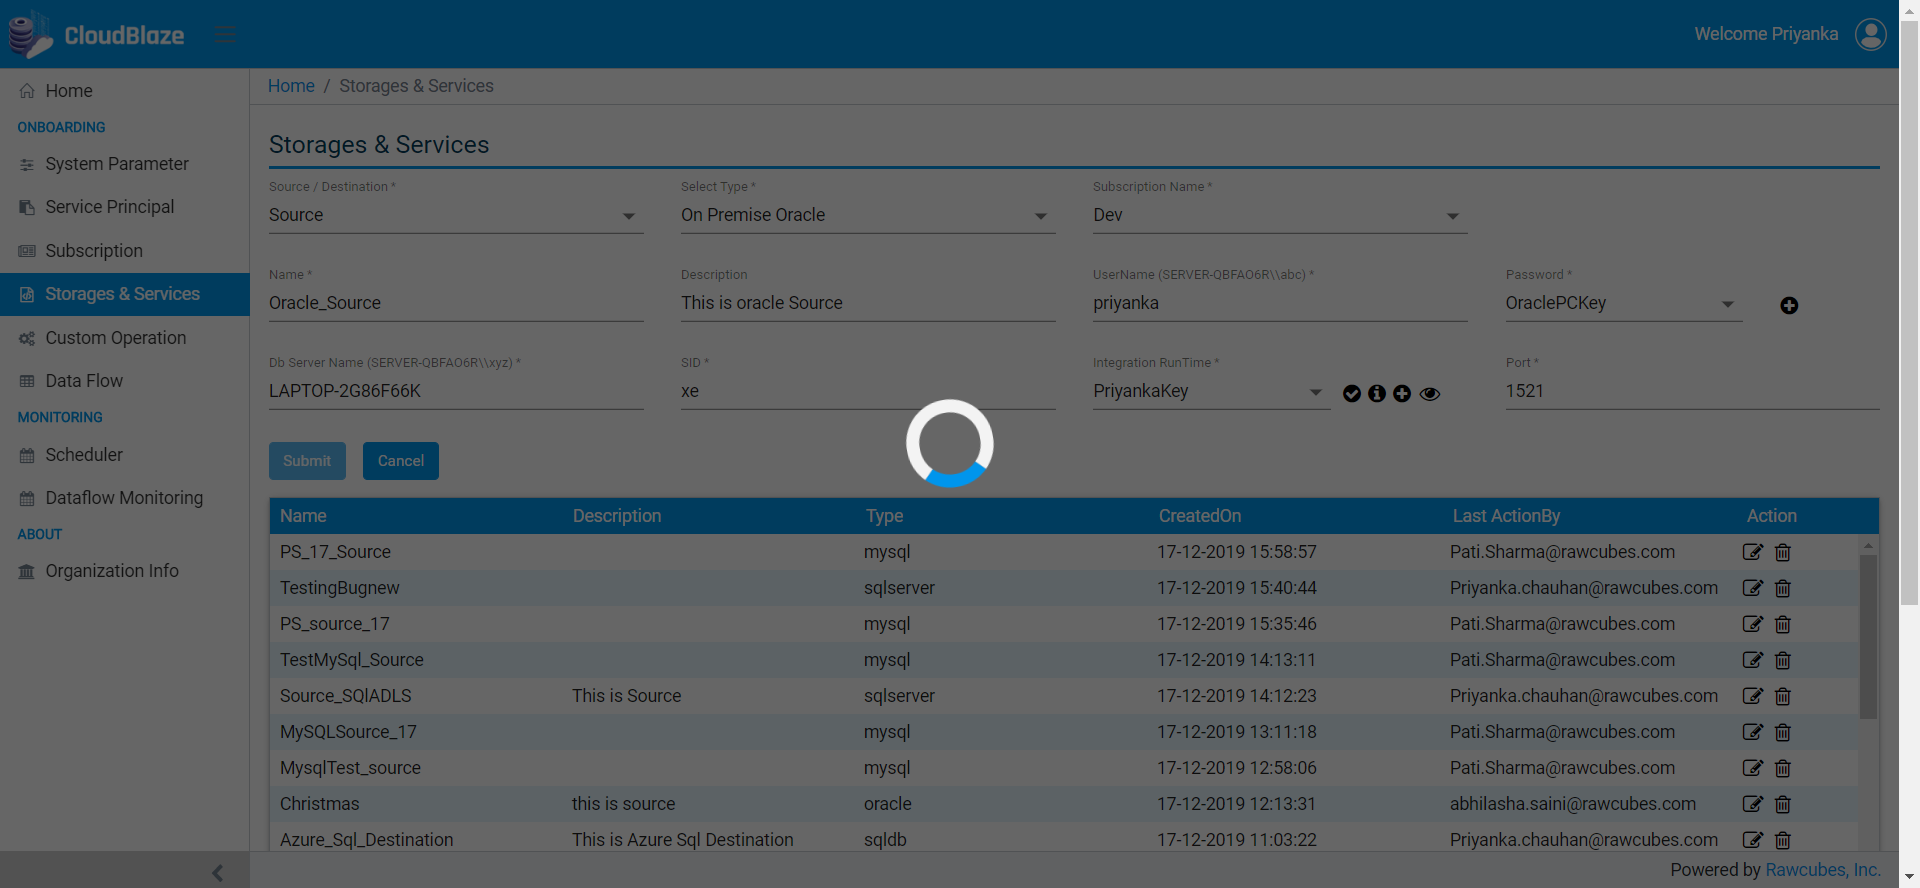 CloudBlaze
Welcome Priyanka
Home
ONBOARDING
System Parameter
Service Principal
Subscription
Storages & Services
Custom Operation
Data Flow
MONITORING
Scheduler
Dataflow Monitoring
ABOUT
Organization Info
Home / Storages & Services
Storages & Services
Source / Destination * Select Type * Subscription Name *
Source On Premise Oracle Dev
Name * Description UserName (SERVER-QBFAO6R\\abc) * Password *
Oracle_Source This is oracle Source priyanka OraclePCKey
Db Server Name (SERVER-QBFAO6R\\xyz) * SID * Integration RunTime * Port *
LAPTOP-2G86F66K xe PriyankaKey 1521
Submit Cancel
Name Description Type CreatedOn Last ActionBy Action
PS_17_Source mysql 17-12-2019 15:58:57 Pati.Sharma@rawcubes.com
TestingBugnew sqlserver 17-12-2019 15:40:44 Priyanka.chauhan@rawcubes.com
PS_source_17 mysql 17-12-2019 15:35:46 Pati.Sharma@rawcubes.com
TestMySql_Source mysql 17-12-2019 14:13:11 Pati.Sharma@rawcubes.com
Source_SQlADLS This is Source sqlserver 17-12-2019 14:12:23 Priyanka.chauhan@rawcubes.com
MySQLSource_17 mysql 17-12-2019 13:11:18 Pati.Sharma@rawcubes.com
MysqlTest_source mysql 17-12-2019 12:58:06 Pati.Sharma@rawcubes.com
Christmas this is source oracle 17-12-2019 12:13:31 abhilasha.saini@rawcubes.com
Azure_Sql_Destination This is Azure Sql Destination sqldb 17-12-2019 11:03:22 Priyanka.chauhan@rawcubes.com
Powered by Rawcubes, Inc.